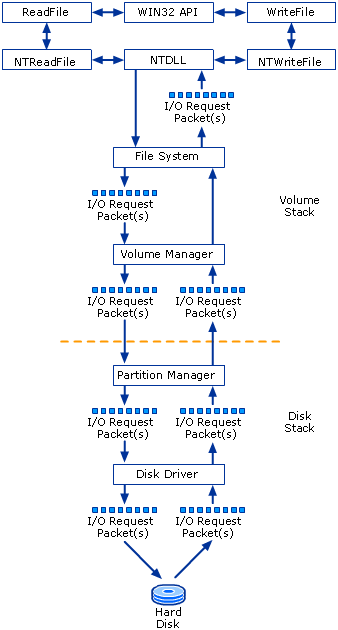 ReadFile
WIN32 API
WriteFile
NTReadFile
NTDLL
NTWriteFile
I/O Request
Packet(s)
File System
I/O Request
Packet(s)
Volume
Stack
Volume Manager
I/O Request
Packet(s)
I/O Request
Packet(s)
Partition Manager
I/O Request
Packet(s)
I/O Request
Packet(s)
Disk
Stack
Disk Driver
I/O Request
Packet(s)
I/O Request
Packet(s)
Hard
Disk